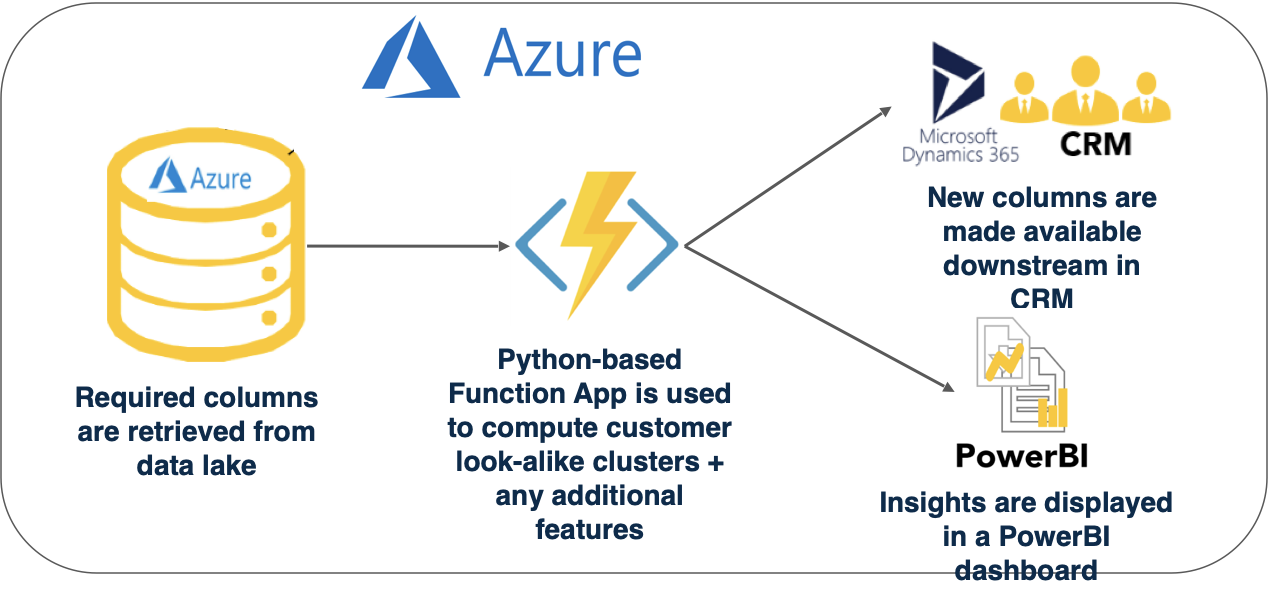 Azure
Azure
Required columns
are retrieved from
data lake
Python-based
Function App is used
to compute customer
look-alike clusters +
any additional
features
Microsoft
Dynamics 365
CRM
New columns are
made available
downstream in
CRM
PowerBI
Insights are displayed
in a PowerBI
dashboard